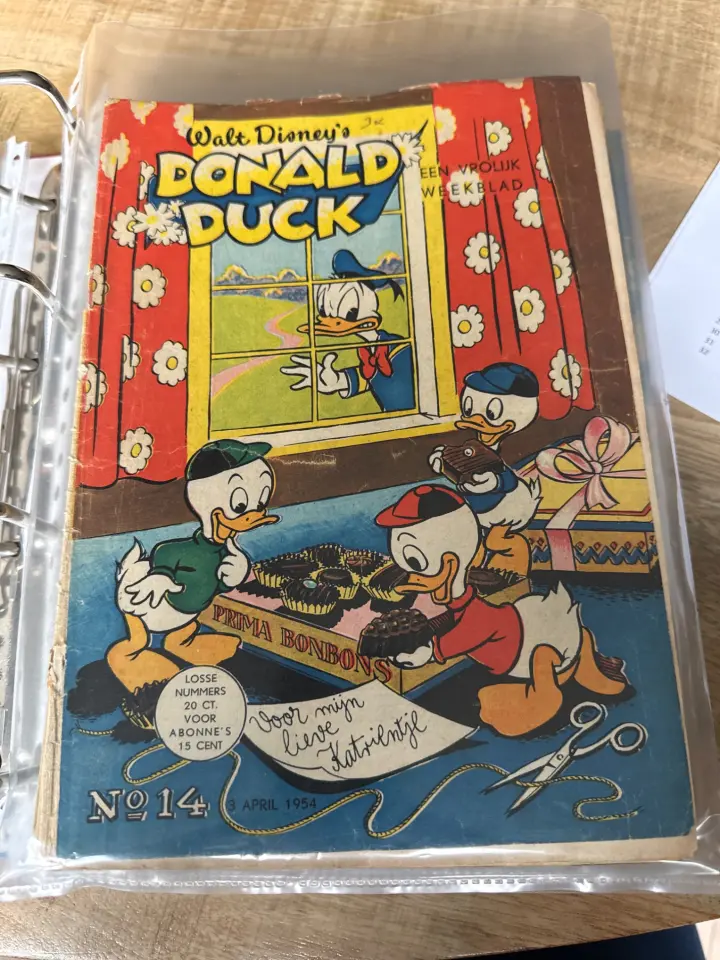 Walt Disney's
DONALD
DUCK
EEN VROLIJK
WEEKBLAD
PRIMA BONBONS
LOSSE
NUMMERS
20 CT.
VOOR
ABONNE'S
15 CENT
Voor mijn
lieve
Katrientje
No 14
3 APRIL 1954